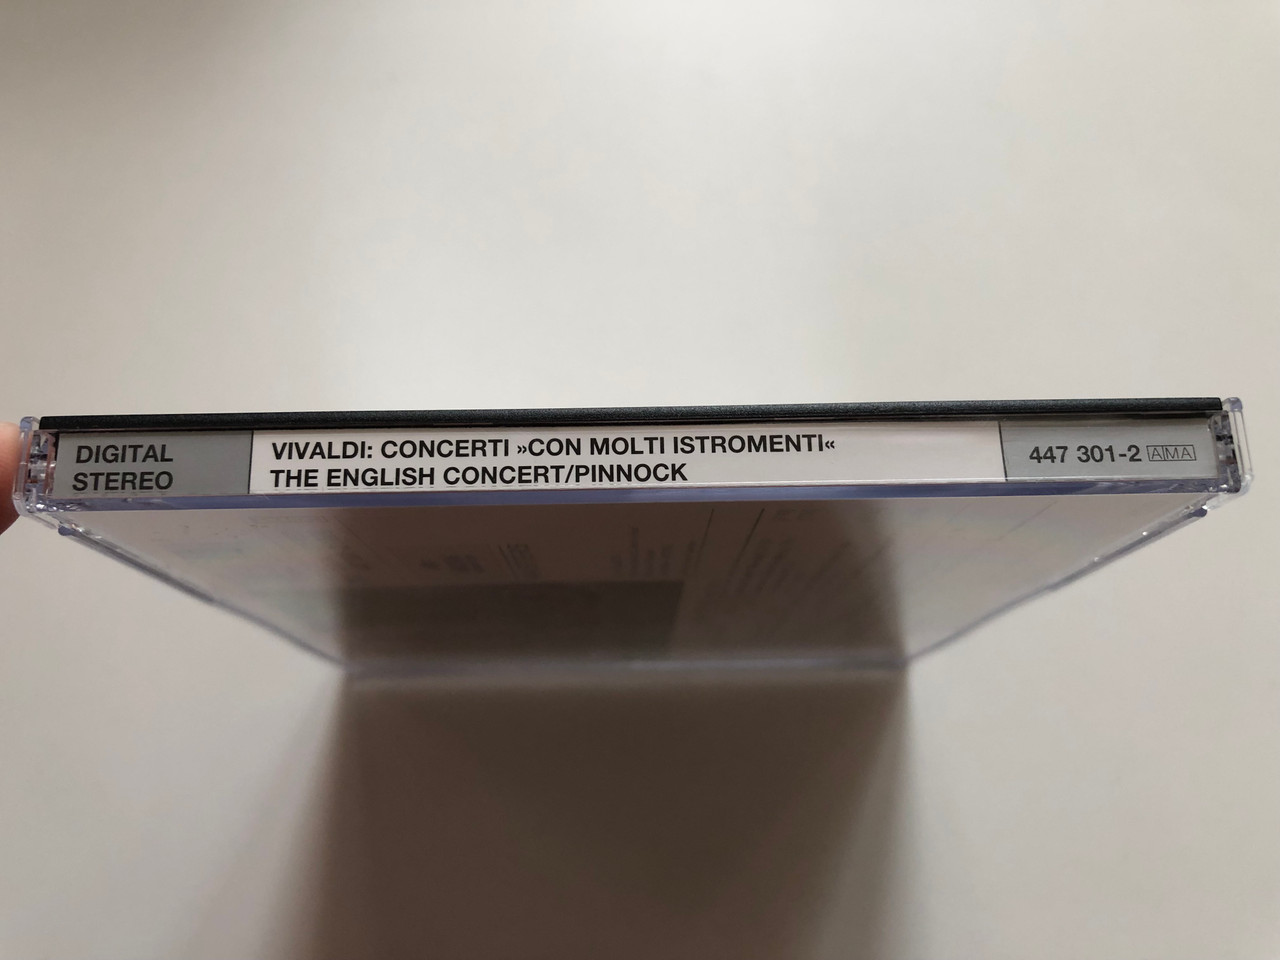 DIGITAL
STEREO
VIVALDI: CONCERTI »CON MOLTI ISTROMENTI«
THE ENGLISH CONCERT/PINNOCK
447 301-2 AMA